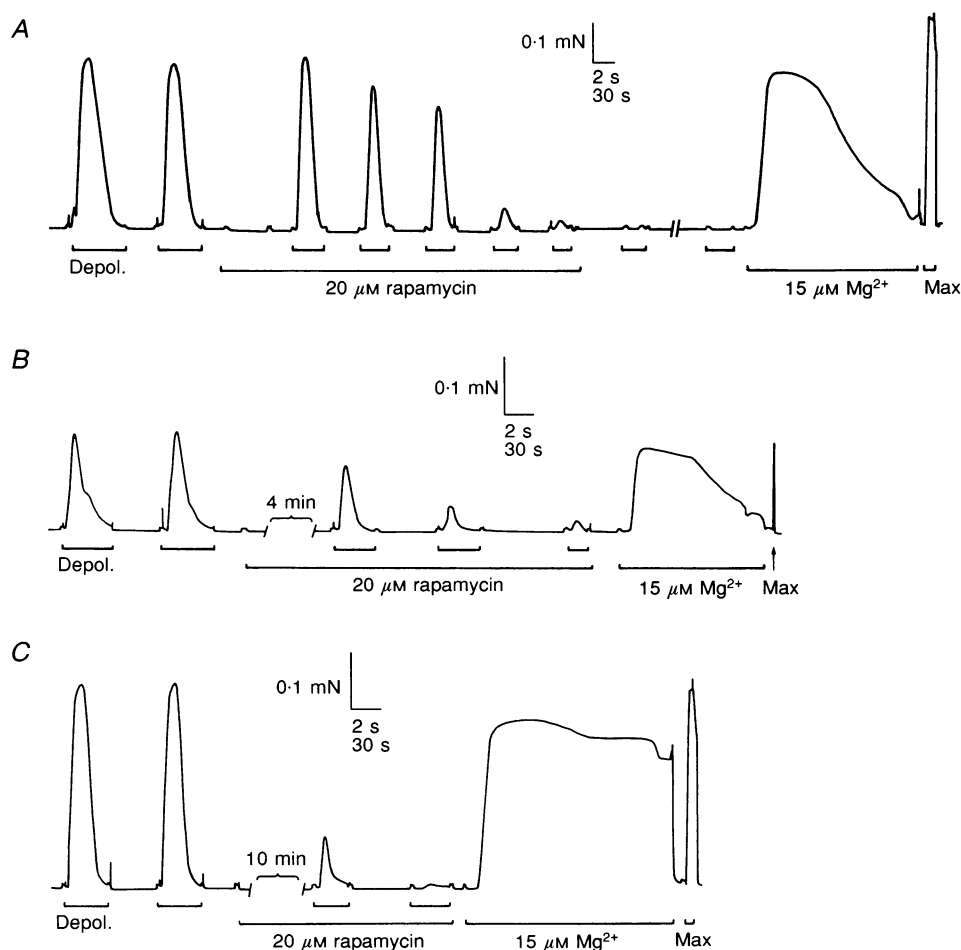 A
0·1 mN
2 s
30 s
Depol.
20 μM rapamycin
15 μM Mg²⁺
Max
B
0·1 mN
2 s
30 s
4 min
Depol.
20 μM rapamycin
15 μM Mg²⁺
Max
C
0·1 mN
2 s
30 s
10 min
Depol.
20 μM rapamycin
15 μM Mg²⁺
Max